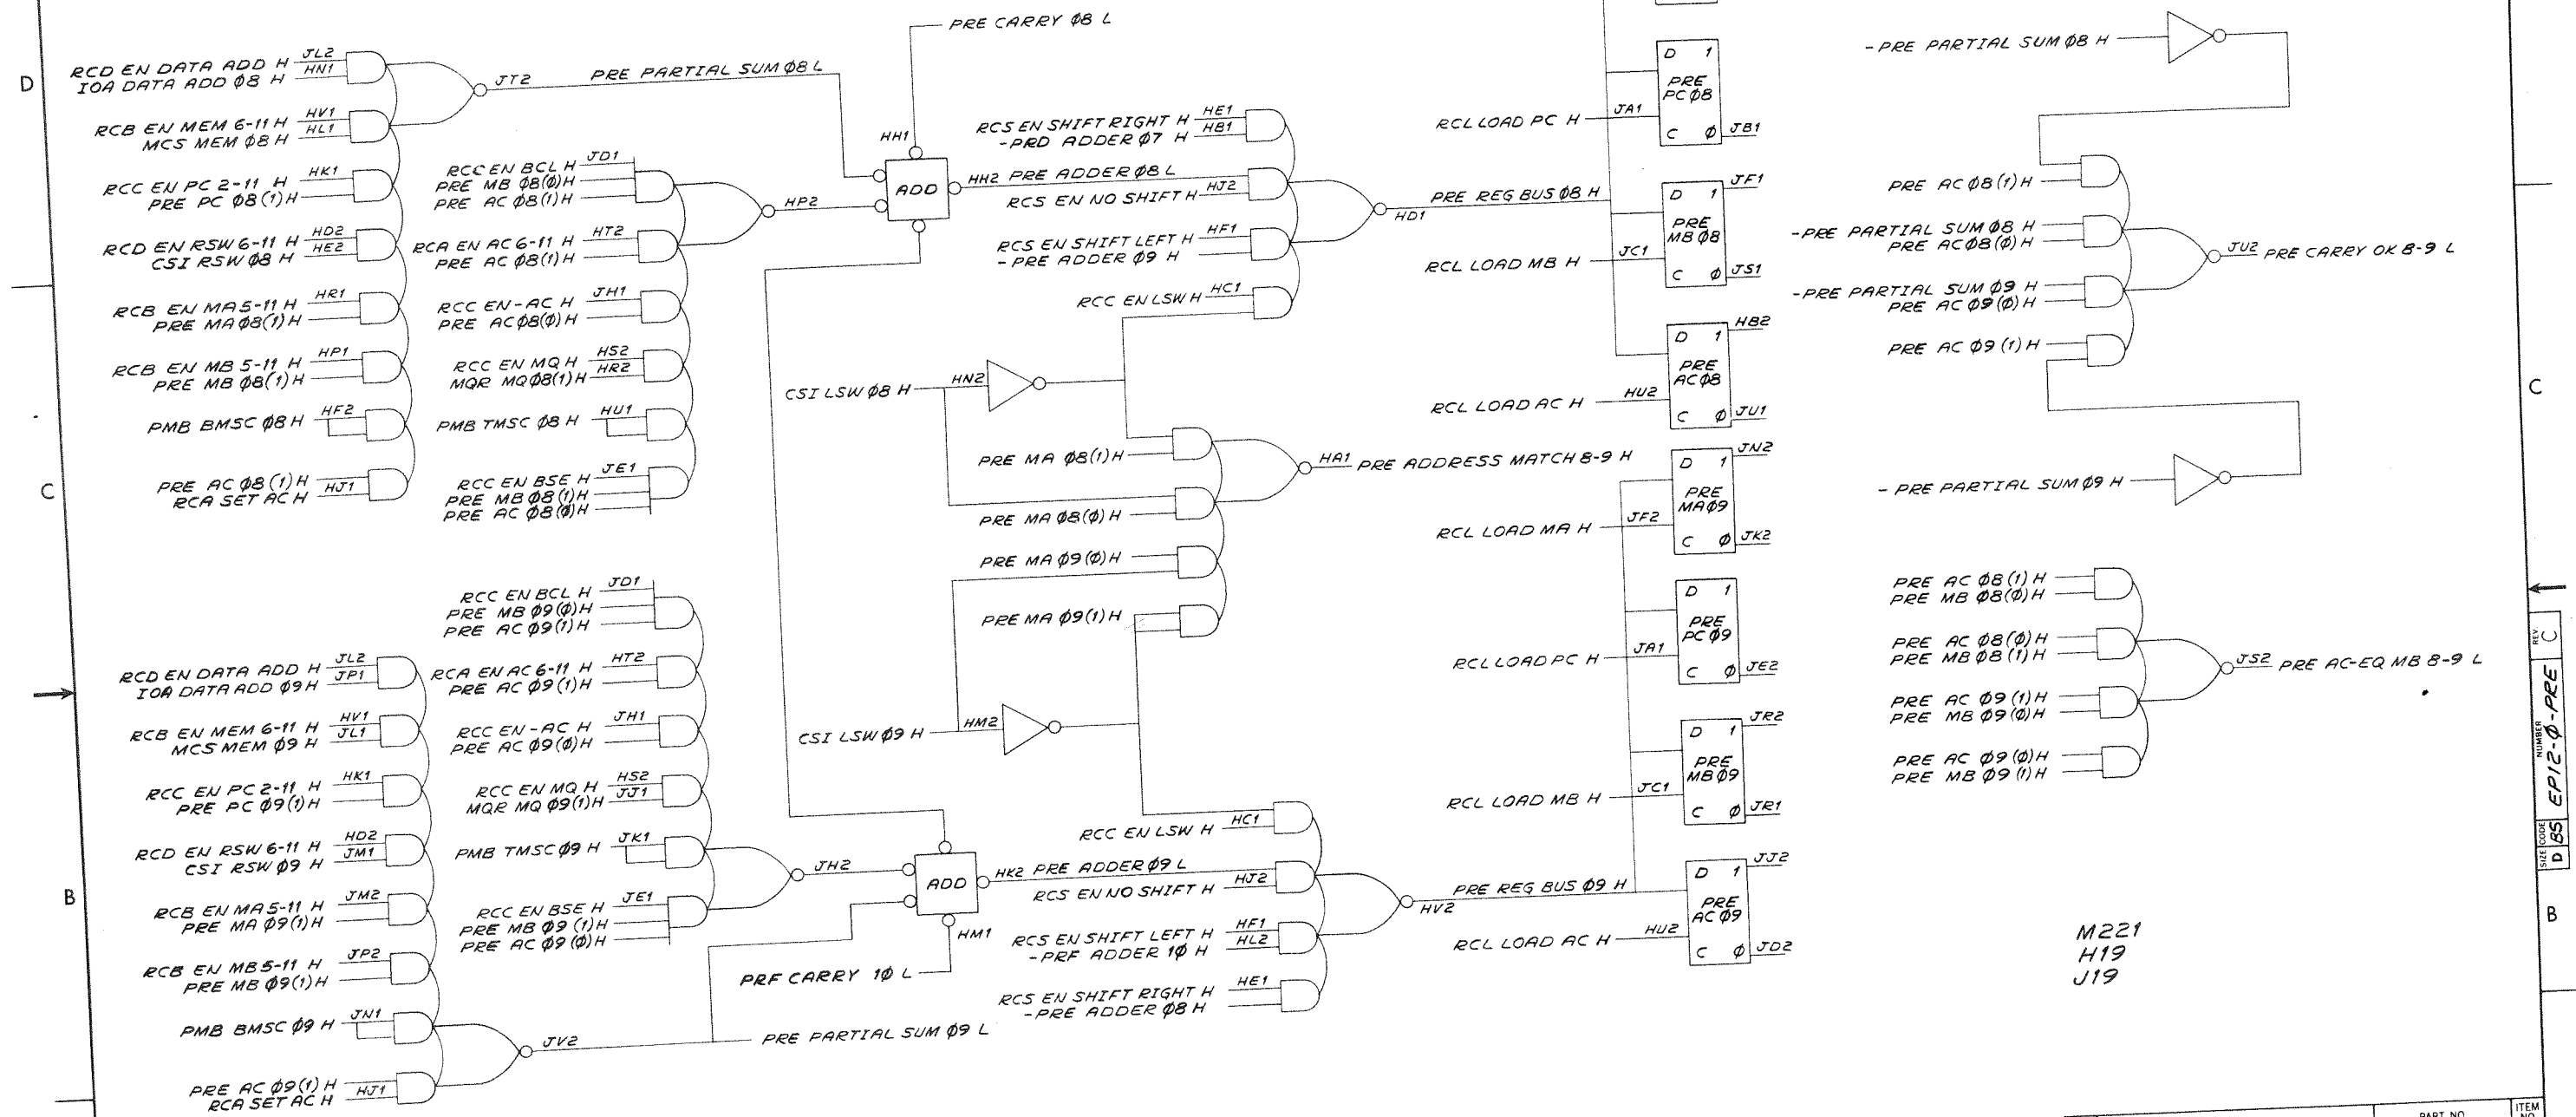 D
RCD EN DATA ADD H JL2
IOA DATA ADD Ø8 H HN1
RCB EN MEM 6-11 H HV1
MCS MEM Ø8 H HL1
RCC EN PC 2-11 H HK1
PRE PC Ø8(1)H
RCD EN RSW 6-11 H HD2
CSI RSW Ø8 H HE2
RCB EN MA 5-11 H HR1
PRE MA Ø8(1)H
RCB EN MB 5-11 H HP1
PRE MB Ø8(1)H
PMB BMSC Ø8 H HF2
PRE AC Ø8(1)H
RCA SET AC H HJ1
JT2 PRE PARTIAL SUM Ø8 L
RCC EN BCL H JD1
PRE MB Ø8(Ø)H
PRE AC Ø8(1)H
RCA EN AC 6-11 H HT2
PRE AC Ø8(1)H
RCC EN -AC H JH1
PRE AC Ø8(Ø)H
RCC EN MQ H HS2
MQR MQ Ø8(1)H HR2
PMB TMSC Ø8 H HU1
RCC EN BSE H JE1
PRE MB Ø8(1)H
PRE AC Ø8(Ø)H
HP2
PRE CARRY Ø8 L
HH1
ADD
HH2 PRE ADDER Ø8 L
RCS EN SHIFT RIGHT H HE1
-PRD ADDER Ø7 H HB1
RCS EN NO SHIFT H HJ2
RCS EN SHIFT LEFT H HF1
-PRE ADDER Ø9 H
RCC EN LSW H HC1
HD1
PRE REG BUS Ø8 H
CSI LSW Ø8 H HN2
PRE MA Ø8(1)H
PRE MA Ø8(Ø)H
PRE MA Ø9(Ø)H
PRE MA Ø9(1)H
HA1 PRE ADDRESS MATCH 8-9 H
CSI LSW Ø9 H HM2
RCL LOAD PC H JA1
D 1
PRE
PC Ø8
C Ø JB1
RCL LOAD MB H JC1
D 1 JF1
PRE
MB Ø8
C Ø JS1
RCL LOAD AC H HU2
D 1 HB2
PRE
AC Ø8
C Ø JU1
RCL LOAD MA H JF2
D 1 JN2
PRE
MA Ø9
C Ø JK2
RCL LOAD PC H JA1
D 1
PRE
PC Ø9
C Ø JE2
RCL LOAD MB H JC1
D 1 JR2
PRE
MB Ø9
C Ø JR1
RCL LOAD AC H HU2
D 1 JJ2
PRE
AC Ø9
C Ø JD2
-PRE PARTIAL SUM Ø8 H
PRE AC Ø8(1)H
-PRE PARTIAL SUM Ø8 H
PRE AC Ø8(Ø)H
-PRE PARTIAL SUM Ø9 H
PRE AC Ø9(Ø)H
PRE AC Ø9(1)H
JU2 PRE CARRY OK 8-9 L
-PRE PARTIAL SUM Ø9 H
PRE AC Ø8(1)H
PRE MB Ø8(Ø)H
PRE AC Ø8(Ø)H
PRE MB Ø8(1)H
PRE AC Ø9(1)H
PRE MB Ø9(Ø)H
PRE AC Ø9(Ø)H
PRE MB Ø9(1)H
JS2 PRE AC-EQ MB 8-9 L
C
C
RCC EN BCL H JD1
PRE MB Ø9(Ø)H
PRE AC Ø9(1)H
RCA EN AC 6-11 H HT2
PRE AC Ø9(1)H
RCC EN -AC H JH1
PRE AC Ø9(Ø)H
RCC EN MQ H HS2
MQR MQ Ø9(1)H JJ1
PMB TMSC Ø9 H JK1
RCC EN BSE H JE1
PRE MB Ø9(1)H
PRE AC Ø9(Ø)H
JH2
RCD EN DATA ADD H JL2
IOA DATA ADD Ø9 H JP1
RCB EN MEM 6-11 H HV1
MCS MEM Ø9 H JL1
RCC EN PC 2-11 H HK1
PRE PC Ø9(1)H
RCD EN RSW 6-11 H HD2
CSI RSW Ø9 H JM1
RCB EN MA 5-11 H JM2
PRE MA Ø9(1)H
RCB EN MB 5-11 H JP2
PRE MB Ø9(1)H
PMB BMSC Ø9 H JN1
PRE AC Ø9(1)H
RCA SET AC H HJ1
JV2
PRE PARTIAL SUM Ø9 L
ADD
HM1
PRF CARRY 1Ø L
HK2 PRE ADDER Ø9 L
RCC EN LSW H HC1
RCS EN NO SHIFT H HJ2
RCS EN SHIFT LEFT H HF1
-PRF ADDER 1Ø H HL2
RCS EN SHIFT RIGHT H HE1
-PRE ADDER Ø8 H
HV2
PRE REG BUS Ø9 H
B
B
M221
H19
J19
SIZE CODE NUMBER REV
D BS EP12-Ø-PRE C
PART NO.
ITEM
NO.